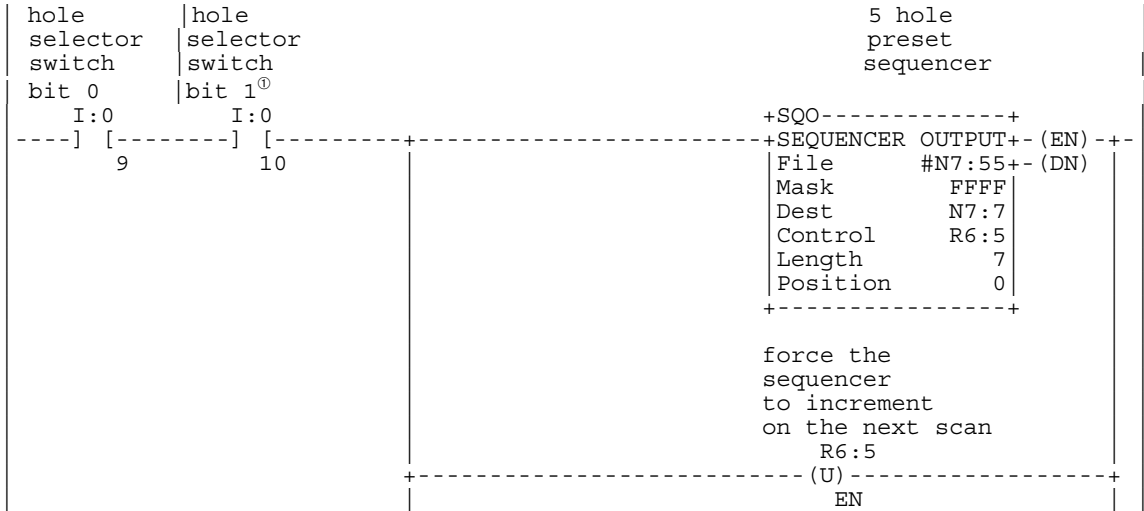 | hole      |hole                                        5 hole           |
| selector  |selector                                    preset           |
| switch    |switch                                      sequencer        |
| bit 0     |bit 1①                                                       |
|    I:0         I:0                             +SQO-------------+       |
|----] [--------] [---------+--------------------+SEQUENCER OUTPUT+-(EN)-+-|
|      9          10        |                    |File      #N7:55+-(DN) | |
|                           |                    |Mask        FFFF|      | |
|                           |                    |Dest        N7:7|      | |
|                           |                    |Control     R6:5|      | |
|                           |                    |Length         7|      | |
|                           |                    |Position       0|      | |
|                           |                    +----------------+      | |
|                           |                    force the               | |
|                           |                    sequencer               | |
|                           |                    to increment            | |
|                           |                    on the next scan        | |
|                           |                       R6:5                 | |
|                           +-----------------------(U)------------------+ |
|                           |                        EN                  | |